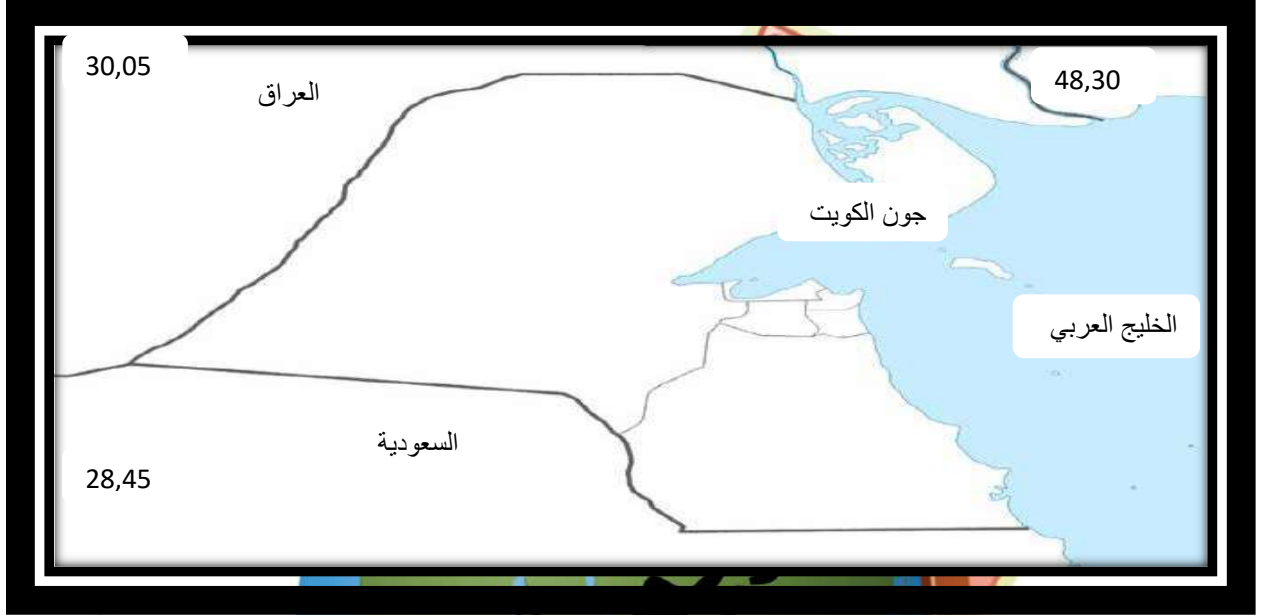 30,05
48,30
العراق
جون الكويت
الخليج العربي
السعودية
28,45